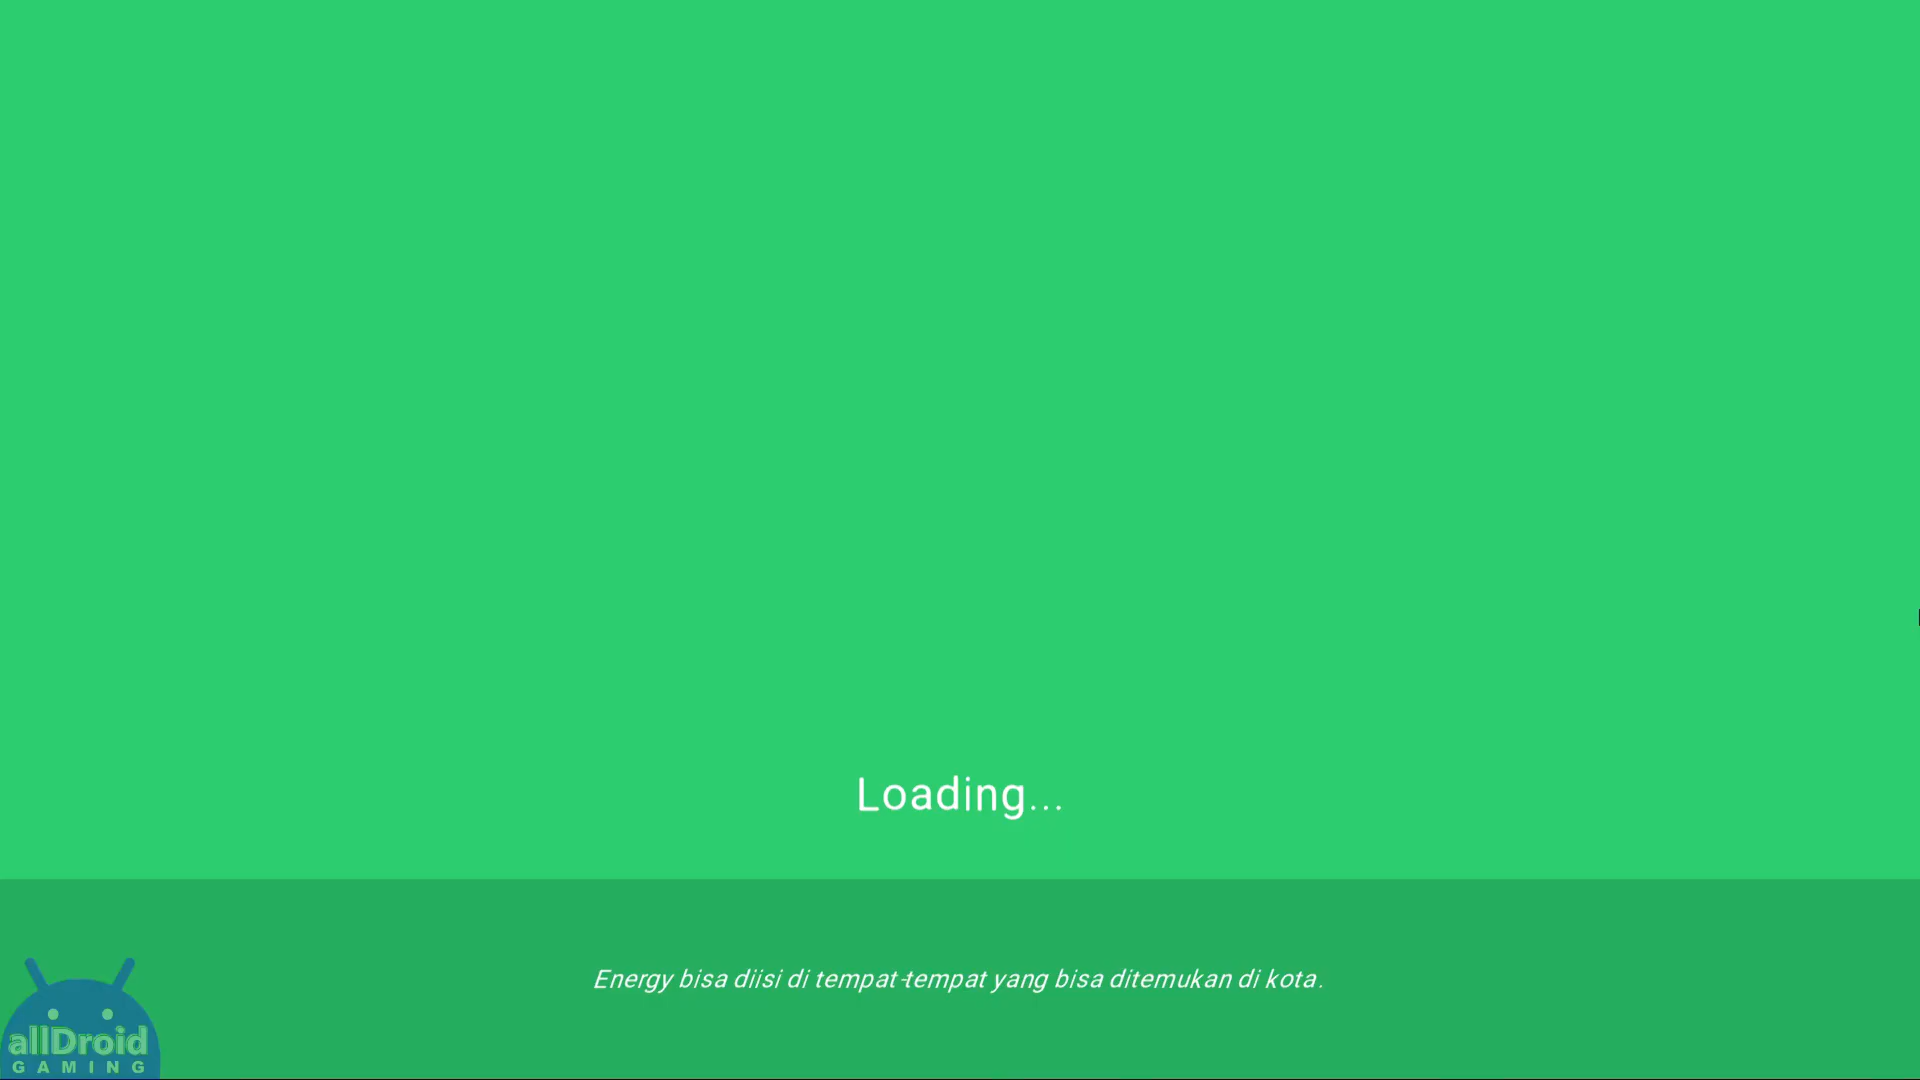 Loading...
Energy bisa diisi di tempat-tempat yang bisa ditemukan di kota.
allDroid
GAMING